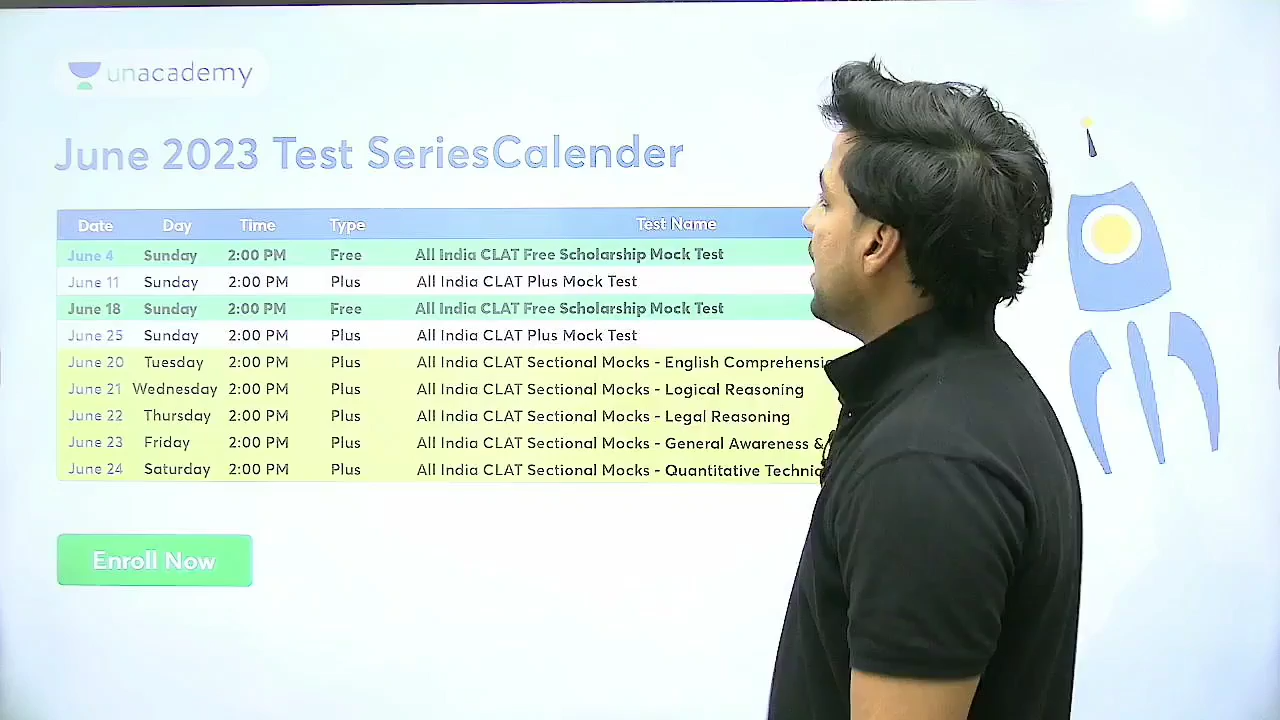 unacademy
June 2023 Test SeriesCalender
Date Day Time Type Test Name
June 4 Sunday 2:00 PM Free All India CLAT Free Scholarship Mock Test
June 11 Sunday 2:00 PM Plus All India CLAT Plus Mock Test
June 18 Sunday 2:00 PM Free All India CLAT Free Scholarship Mock Test
June 25 Sunday 2:00 PM Plus All India CLAT Plus Mock Test
June 20 Tuesday 2:00 PM Plus All India CLAT Sectional Mocks - English
June 21 Wednesday 2:00 PM Plus All India CLAT Sectional Mocks - Logical Reasoning
June 22 Thursday 2:00 PM Plus All India CLAT Sectional Mocks - Legal Reasoning
June 23 Friday 2:00 PM Plus All India CLAT Sectional Mocks - General Awareness &
June 24 Saturday 2:00 PM Plus All India CLAT Sectional Mocks - Quantitative
Enroll Now